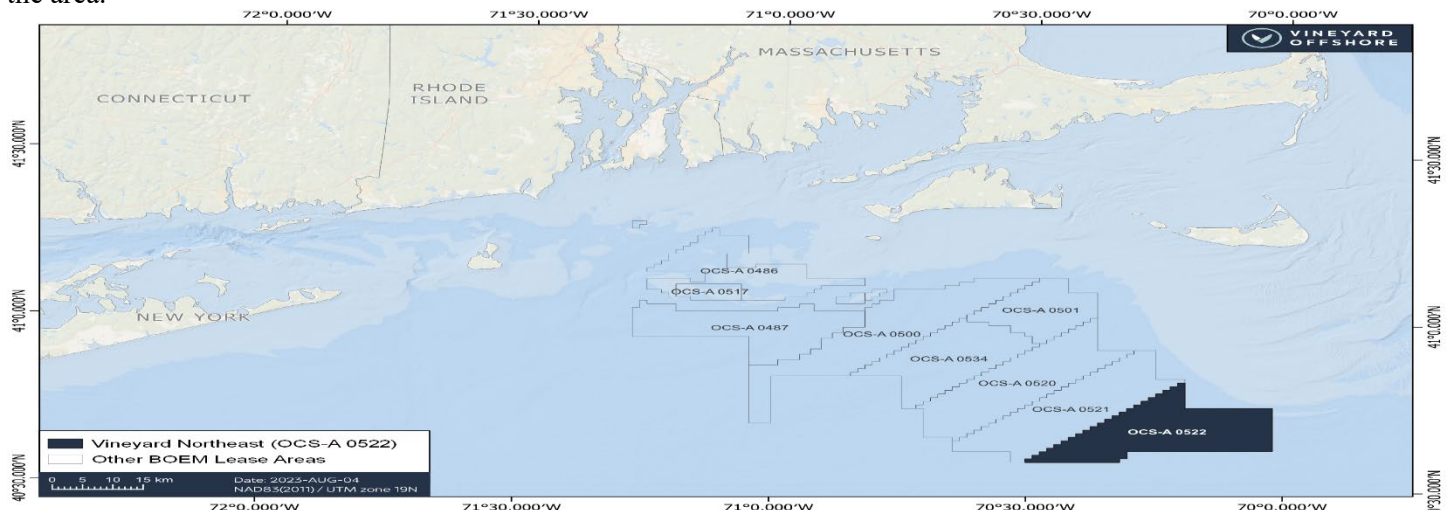 the area.
72°0.000'W 71°30.000'W 71°0.000'W 70°30.000'W 70°0.000'W
VINEYARD
OFFSHORE
MASSACHUSETTS
RHODE
ISLAND
CONNECTICUT
41°30.000'N
41°30.000'N
OCS-A 0486
OCS-A 0517
41°0.000'N
NEW YORK
OCS-A 0487
OCS-A 0500
OCS-A 0501
41°0.000'N
OCS-A 0534
OCS-A 0520
OCS-A 0521
OCS-A 0522
Vineyard Northeast (OCS-A 0522)
Other BOEM Lease Areas
0 5 10 15 km
Date: 2023-AUG-04
NAD83(2011) / UTM zone 19N
40°30.000'N
72°0.000'W 71°30.000'W 71°0.000'W 70°30.000'W 70°0.000'W